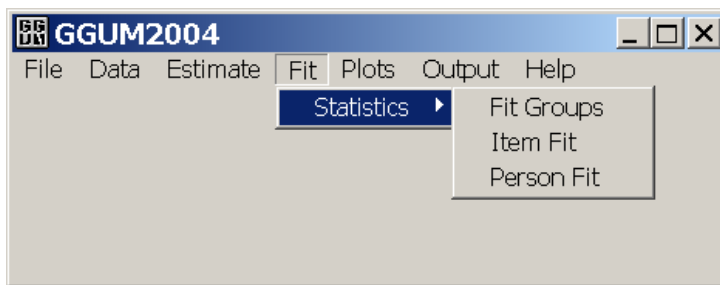 GGUM2004
File Data Estimate Fit Plots Output Help
Statistics Fit Groups
Item Fit
Person Fit